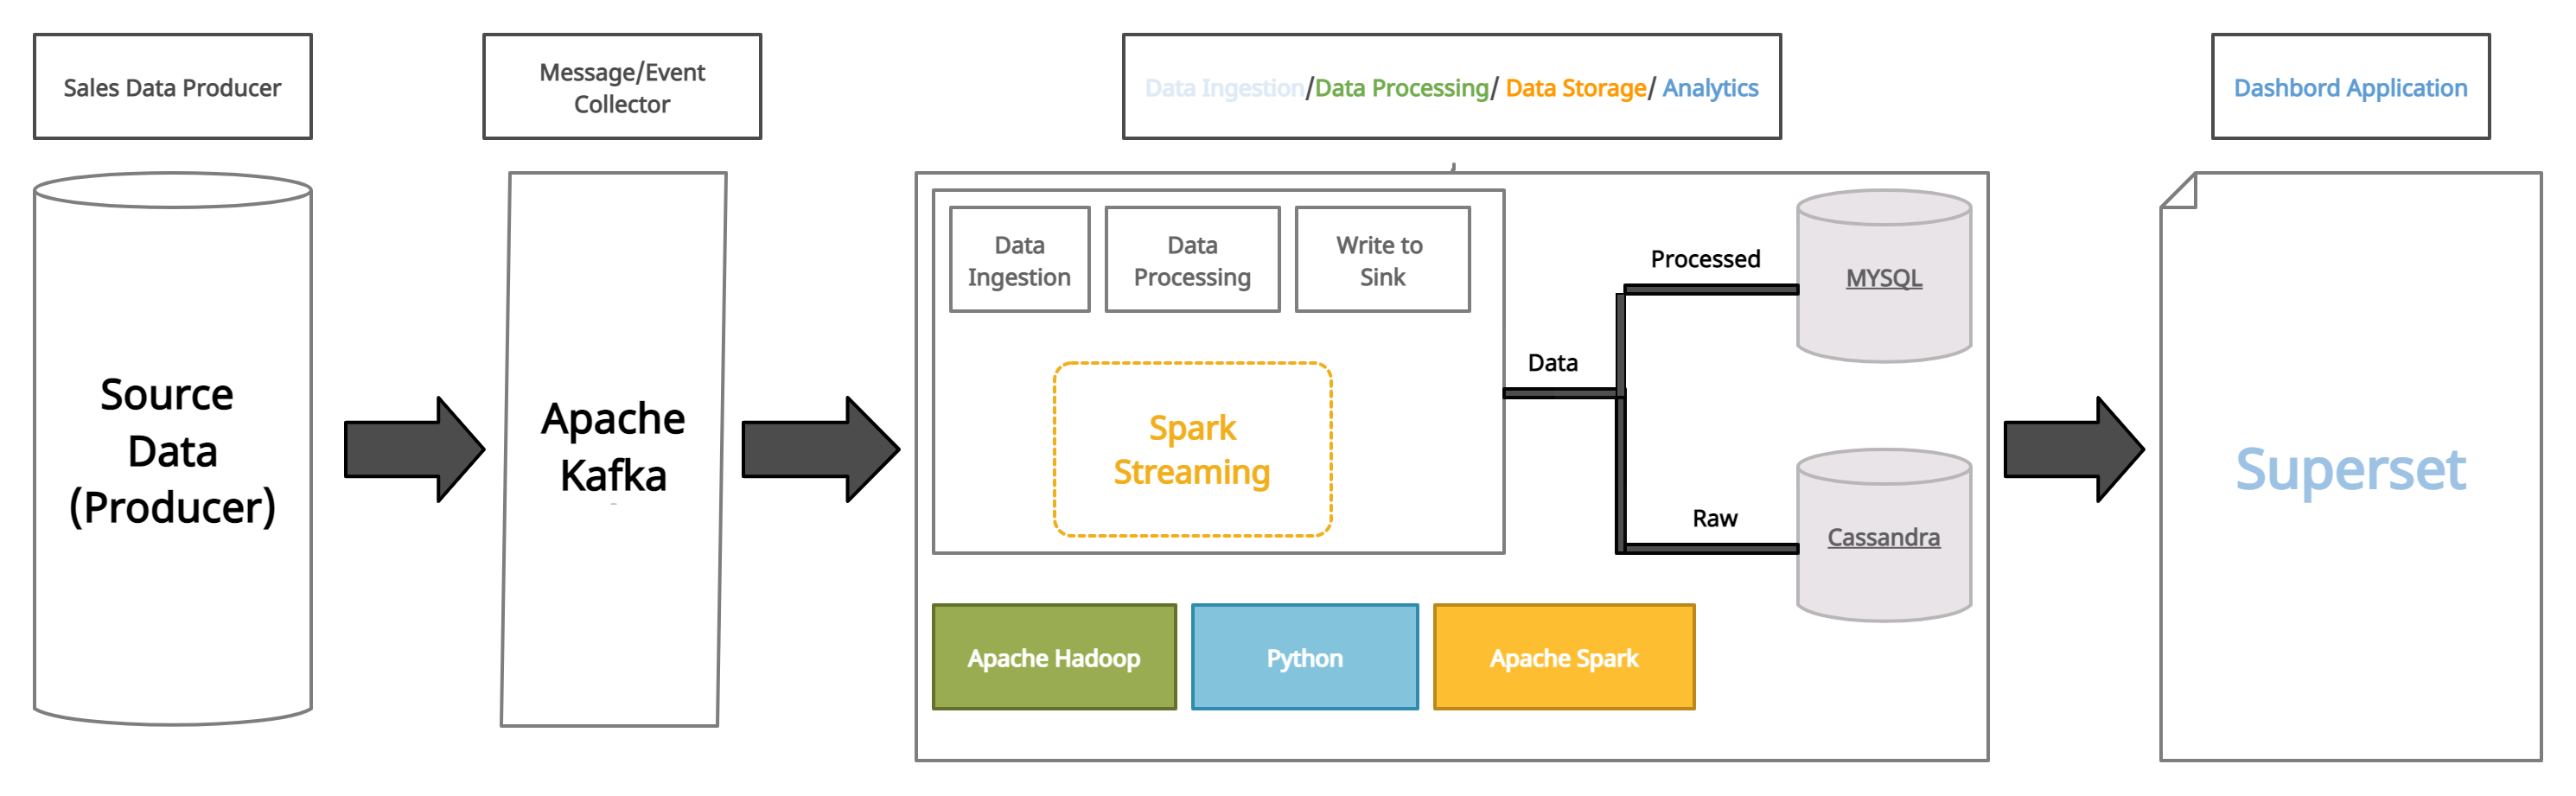 Sales Data Producer
Message/Event
Collector
Data Ingestion/Data Processing/ Data Storage/ Analytics
Dashbord Application
Source
Data
(Producer)
Apache
Kafka
Data
Ingestion
Data
Processing
Write to
Sink
Spark
Streaming
Data
Processed
MYSQL
Raw
Cassandra
Apache Hadoop
Python
Apache Spark
Superset